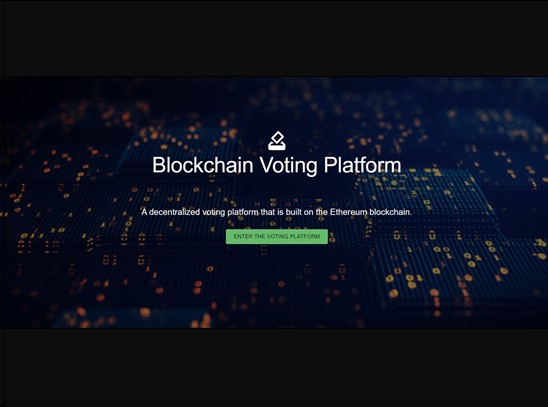 Blockchain Voting Platform
A decentralized voting platform that is built on the Ethereum blockchain.
ENTER THE VOTING PLATFORM